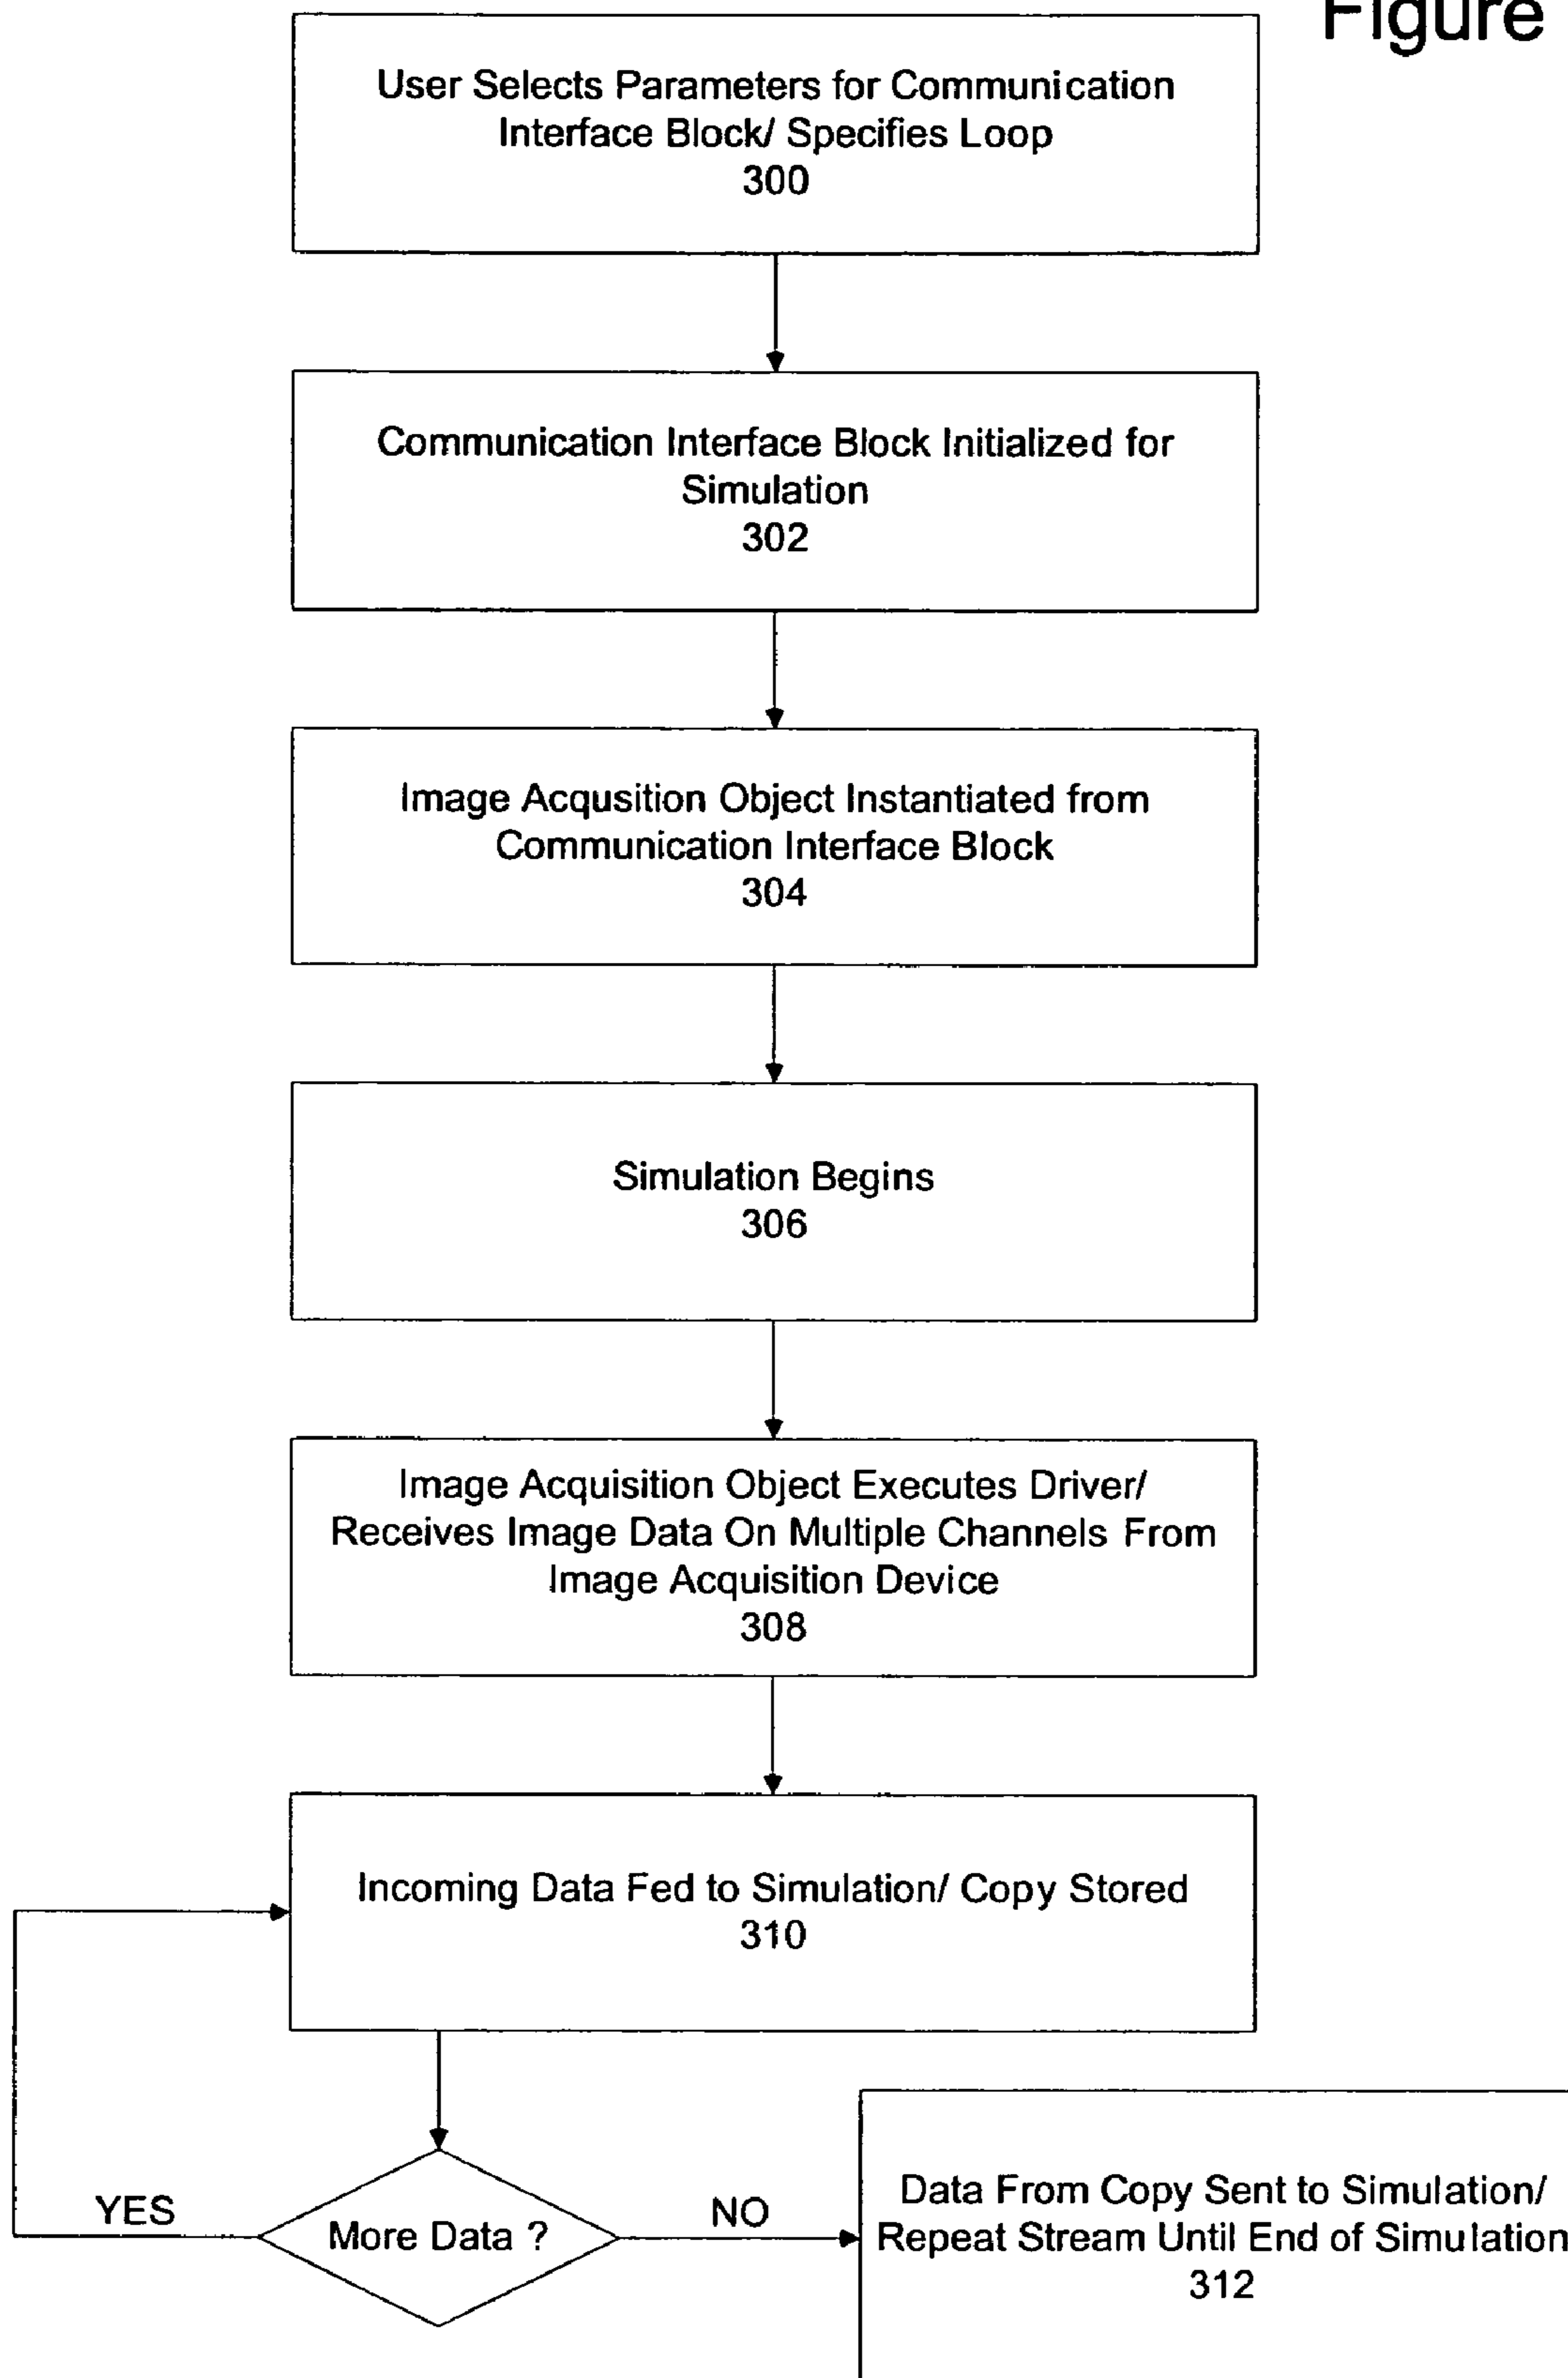 Figure
User Selects Parameters for Communication
Interface Block/ Specifies Loop
300
Communication Interface Block Initialized for
Simulation
302
Image Acqusition Object Instantiated from
Communication Interface Block
304
Simulation Begins
306
Image Acquisition Object Executes Driver/
Receives Image Data On Multiple Channels From
Image Acquisition Device
308
Incoming Data Fed to Simulation/ Copy Stored
310
YES
More Data ?
NO
Data From Copy Sent to Simulation/
Repeat Stream Until End of Simulation
312